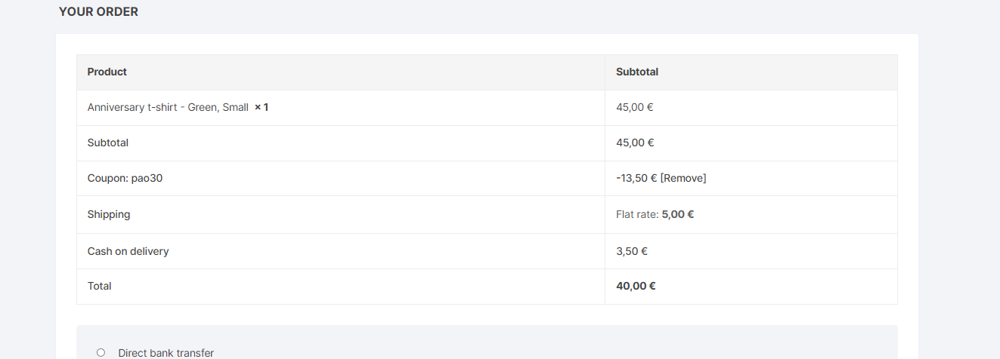 YOUR ORDER
Product Subtotal
Anniversary t-shirt - Green, Small × 1 45,00 €
Subtotal 45,00 €
Coupon: pao30 -13,50 € [Remove]
Shipping Flat rate: 5,00 €
Cash on delivery 3,50 €
Total 40,00 €
Direct bank transfer